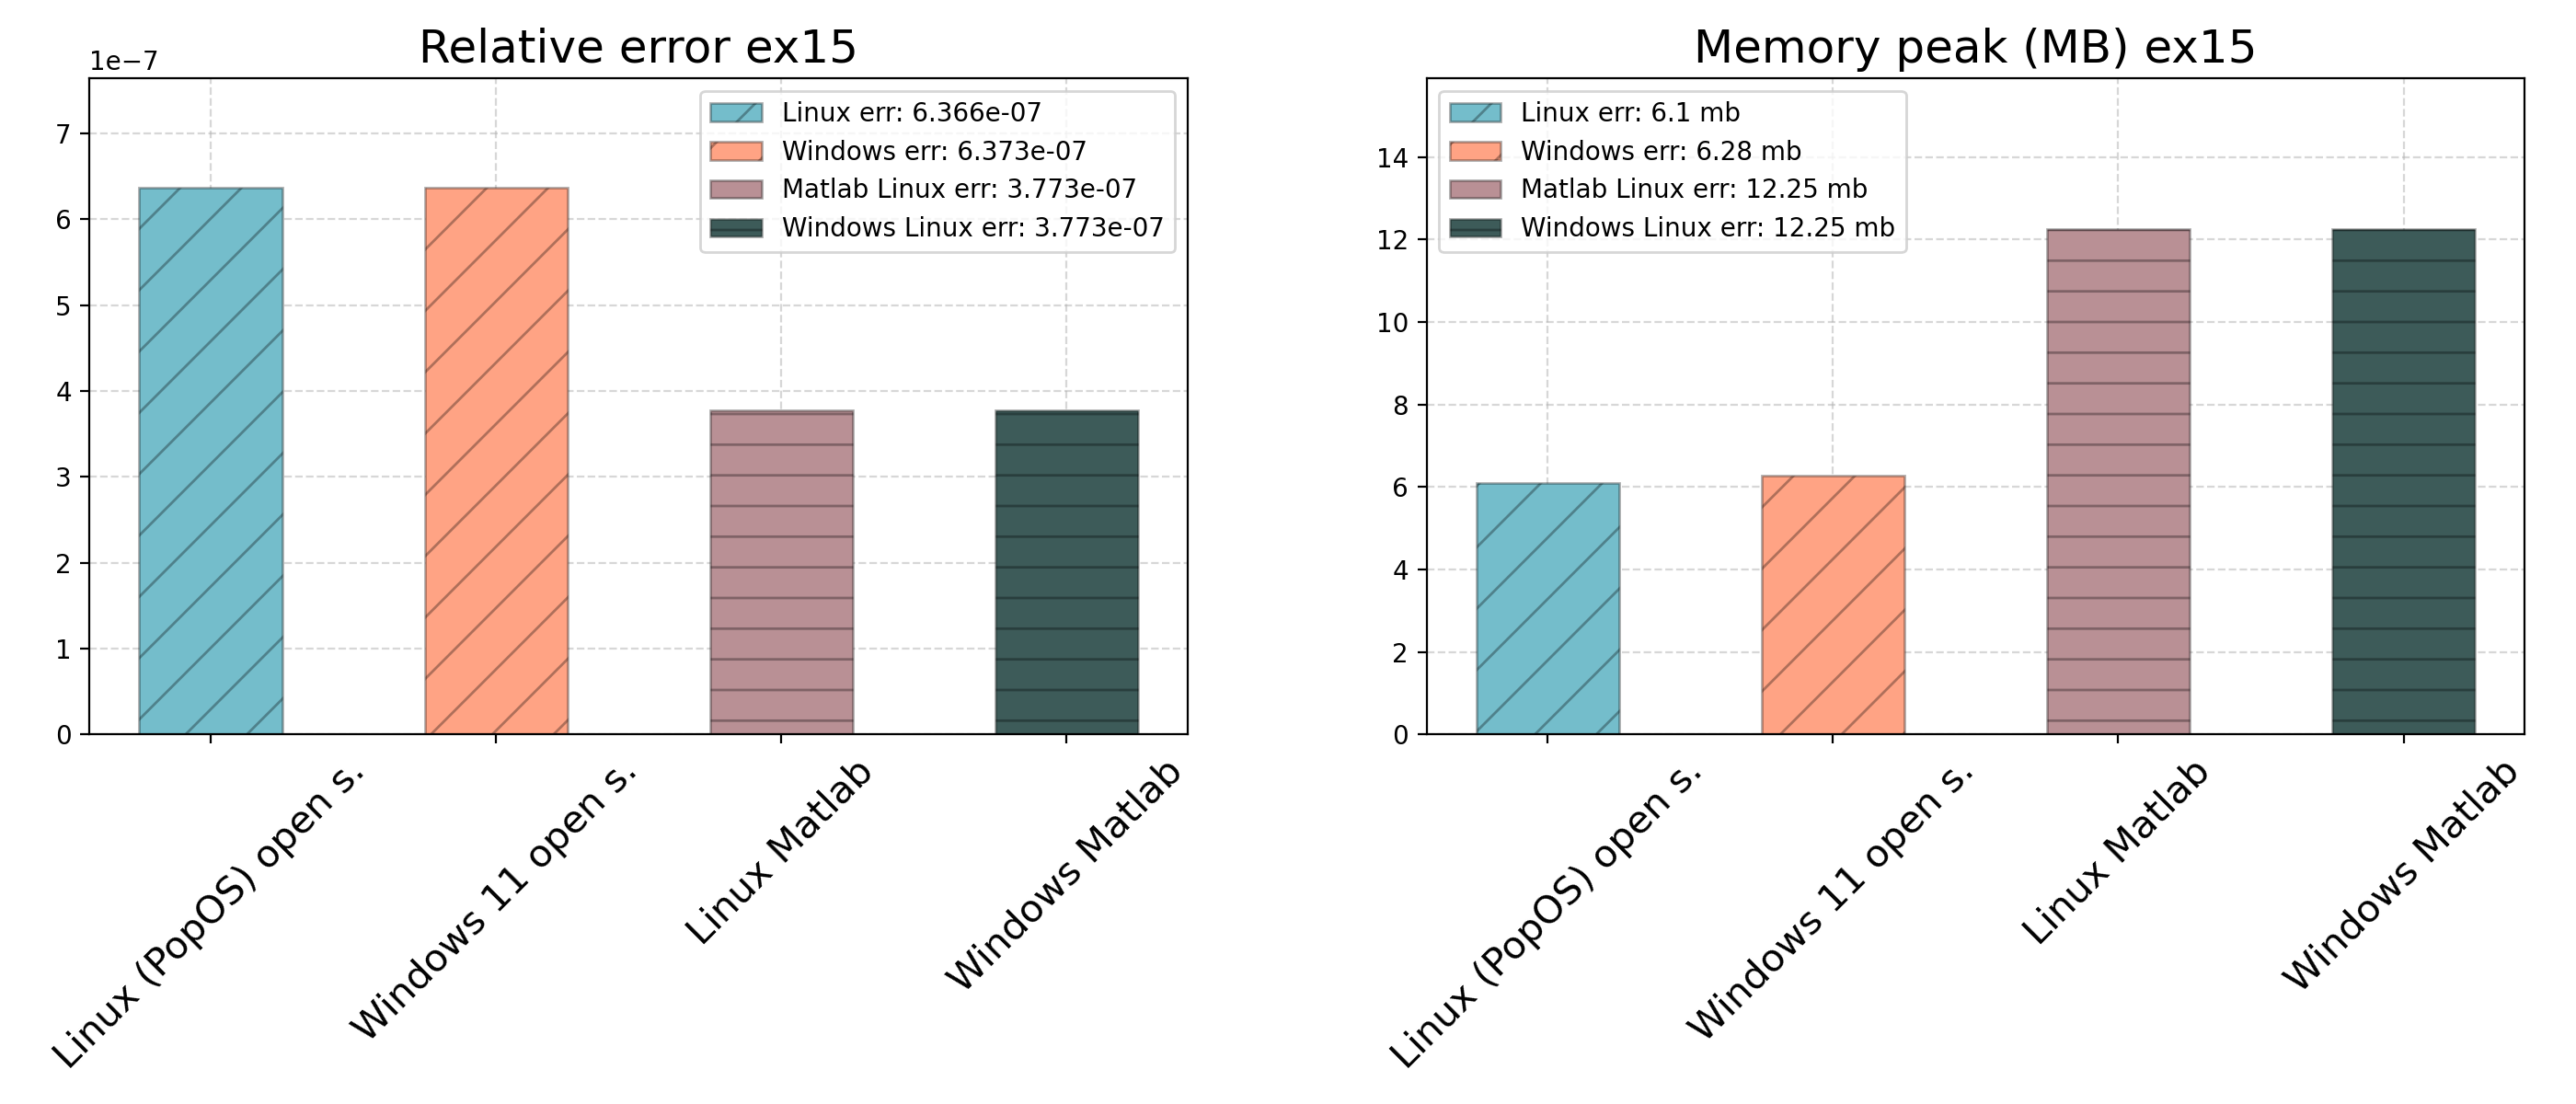 Relative error ex15
1e−7
7
6
5
4
3
2
1
0
Linux err: 6.366e-07
Windows err: 6.373e-07
Matlab Linux err: 3.773e-07
Windows Linux err: 3.773e-07
Linux (PopOS) open s.
Windows 11 open s.
Linux Matlab
Windows Matlab
Memory peak (MB) ex15
14
12
10
8
6
4
2
0
Linux err: 6.1 mb
Windows err: 6.28 mb
Matlab Linux err: 12.25 mb
Windows Linux err: 12.25 mb
Linux (PopOS) open s.
Windows 11 open s.
Linux Matlab
Windows Matlab